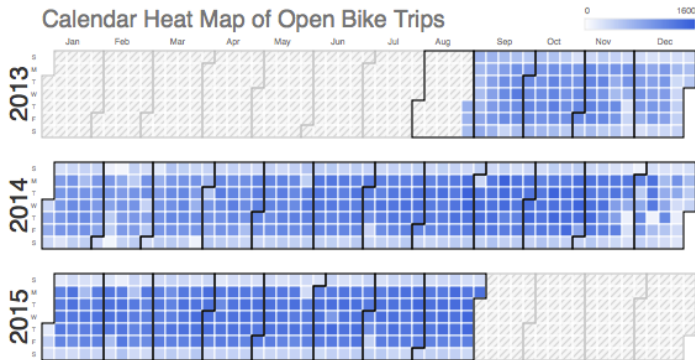 Calendar Heat Map of Open Bike Trips
0 1600
Jan Feb Mar Apr May Jun Jul Aug Sep Oct Nov Dec
2013
S
M
T
W
T
F
S
2014
S
M
T
W
T
F
S
2015
S
M
T
W
T
F
S